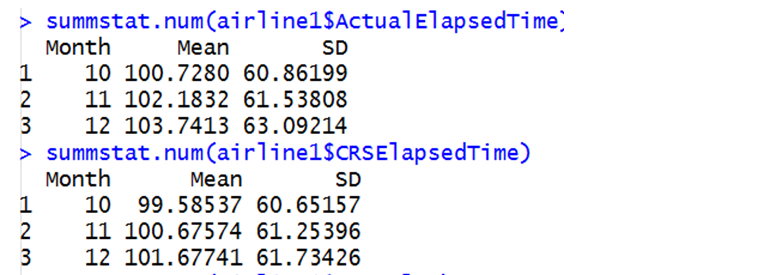 > summstat.num(airline1$ActualElapsedTime)
Month Mean SD
1 10 100.7280 60.86199
2 11 102.1832 61.53808
3 12 103.7413 63.09214
> summstat.num(airline1$CRSElapsedTime)
Month Mean SD
1 10 99.58537 60.65157
2 11 100.67574 61.25396
3 12 101.67741 61.73426